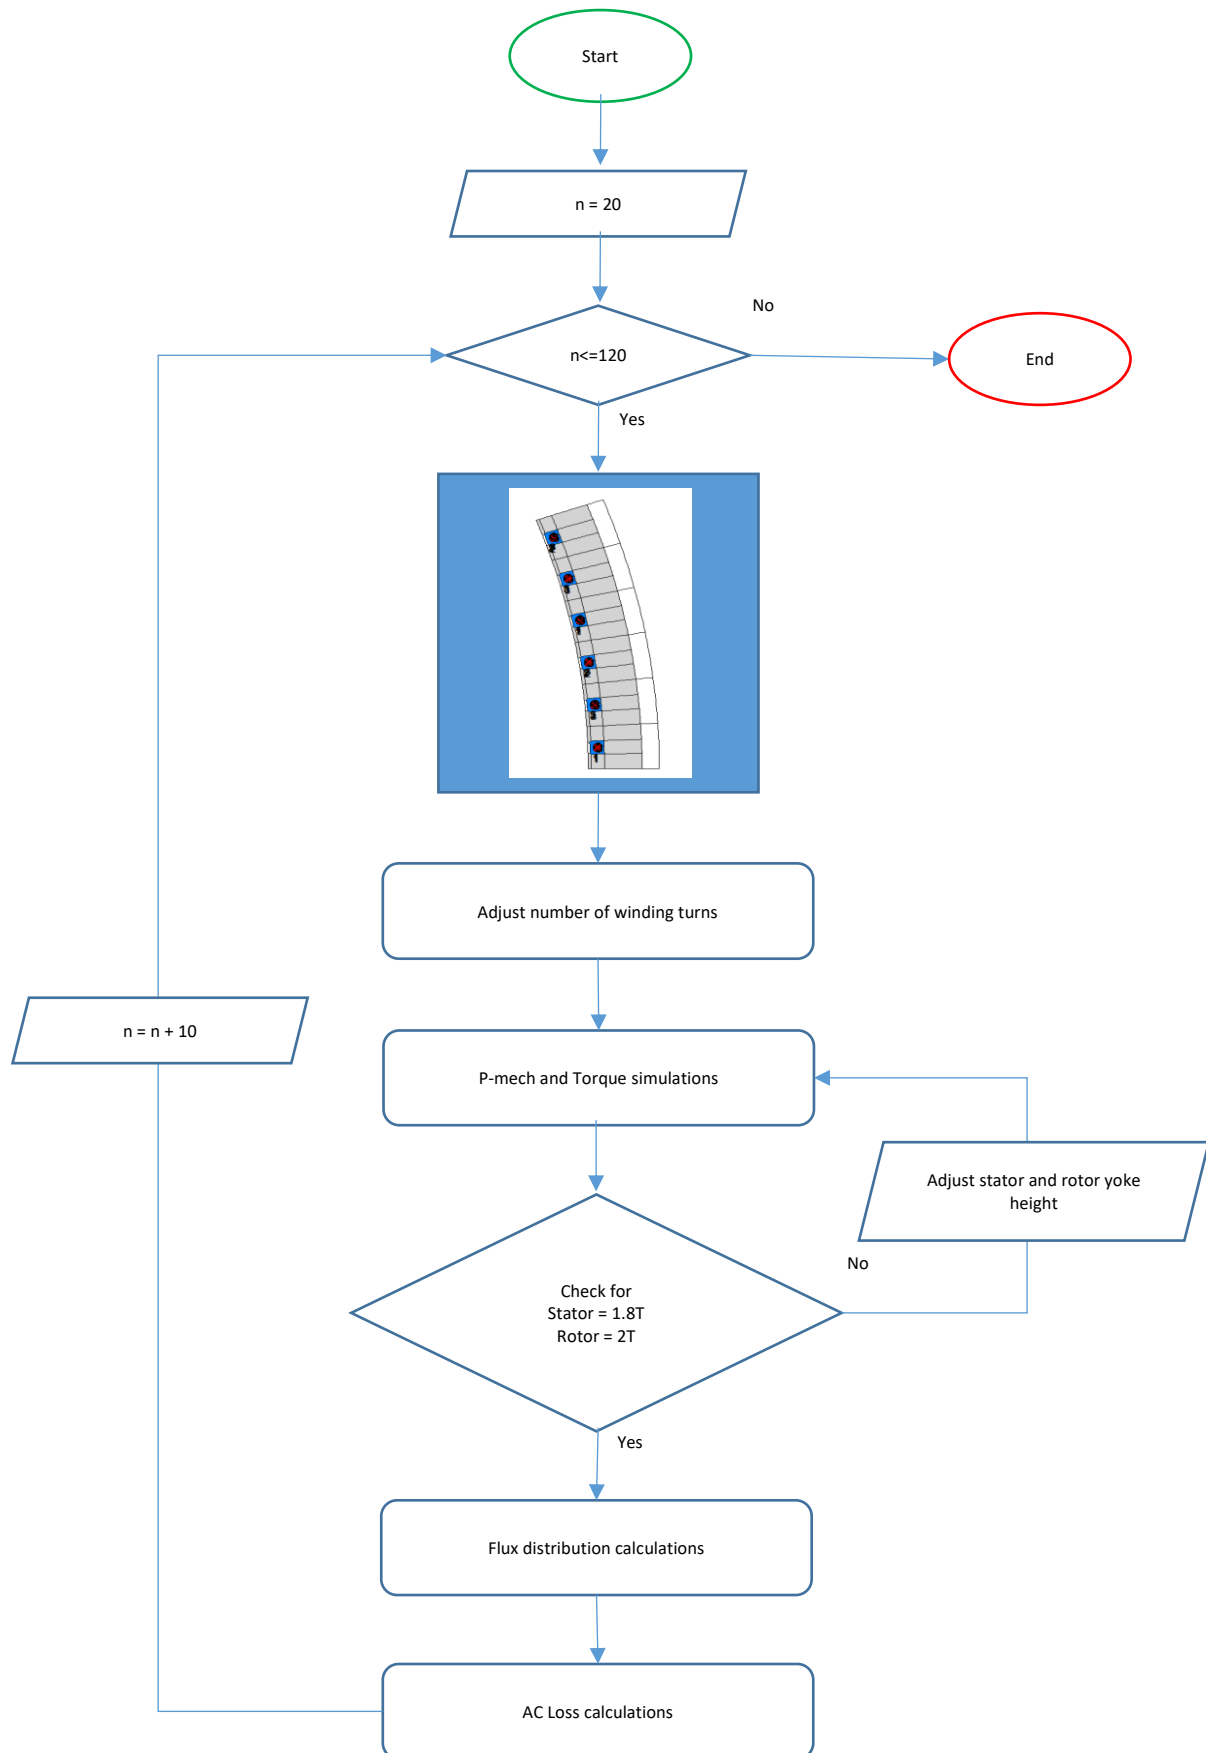 Start
n = 20
No
n<=120
End
Yes
Adjust number of winding turns
n = n + 10
P-mech and Torque simulations
Adjust stator and rotor yoke
height
No
Check for
Stator = 1.8T
Rotor = 2T
Yes
Flux distribution calculations
AC Loss calculations